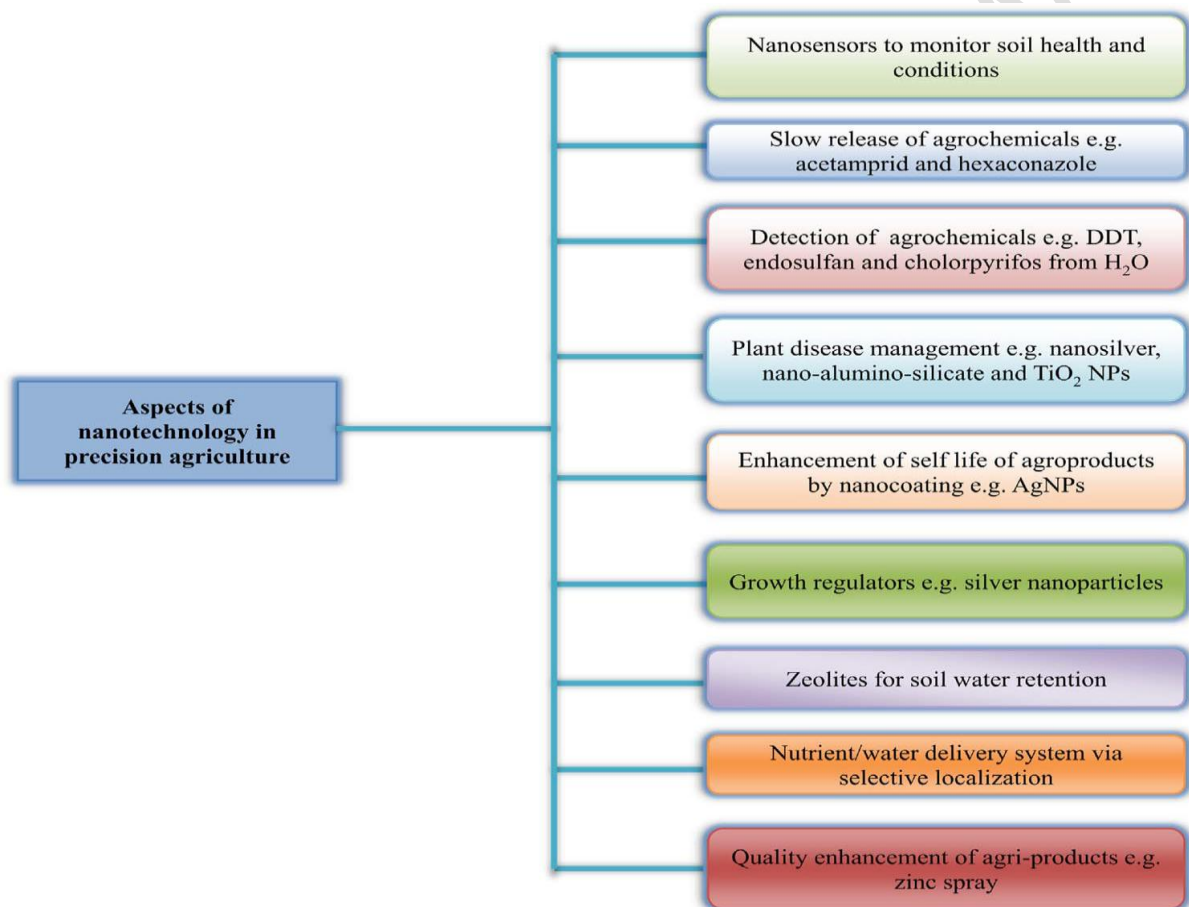 Nanosensors to monitor soil health and
conditions
Slow release of agrochemicals e.g.
acetamprid and hexaconazole
Detection of agrochemicals e.g. DDT,
endosulfan and cholorpyrifos from H₂O
Plant disease management e.g. nanosilver,
nano-alumino-silicate and TiO₂ NPs
Aspects of
nanotechnology in
precision agriculture
Enhancement of self life of agroproducts
by nanocoating e.g. AgNPs
Growth regulators e.g. silver nanoparticles
Zeolites for soil water retention
Nutrient/water delivery system via
selective localization
Quality enhancement of agri-products e.g.
zinc spray